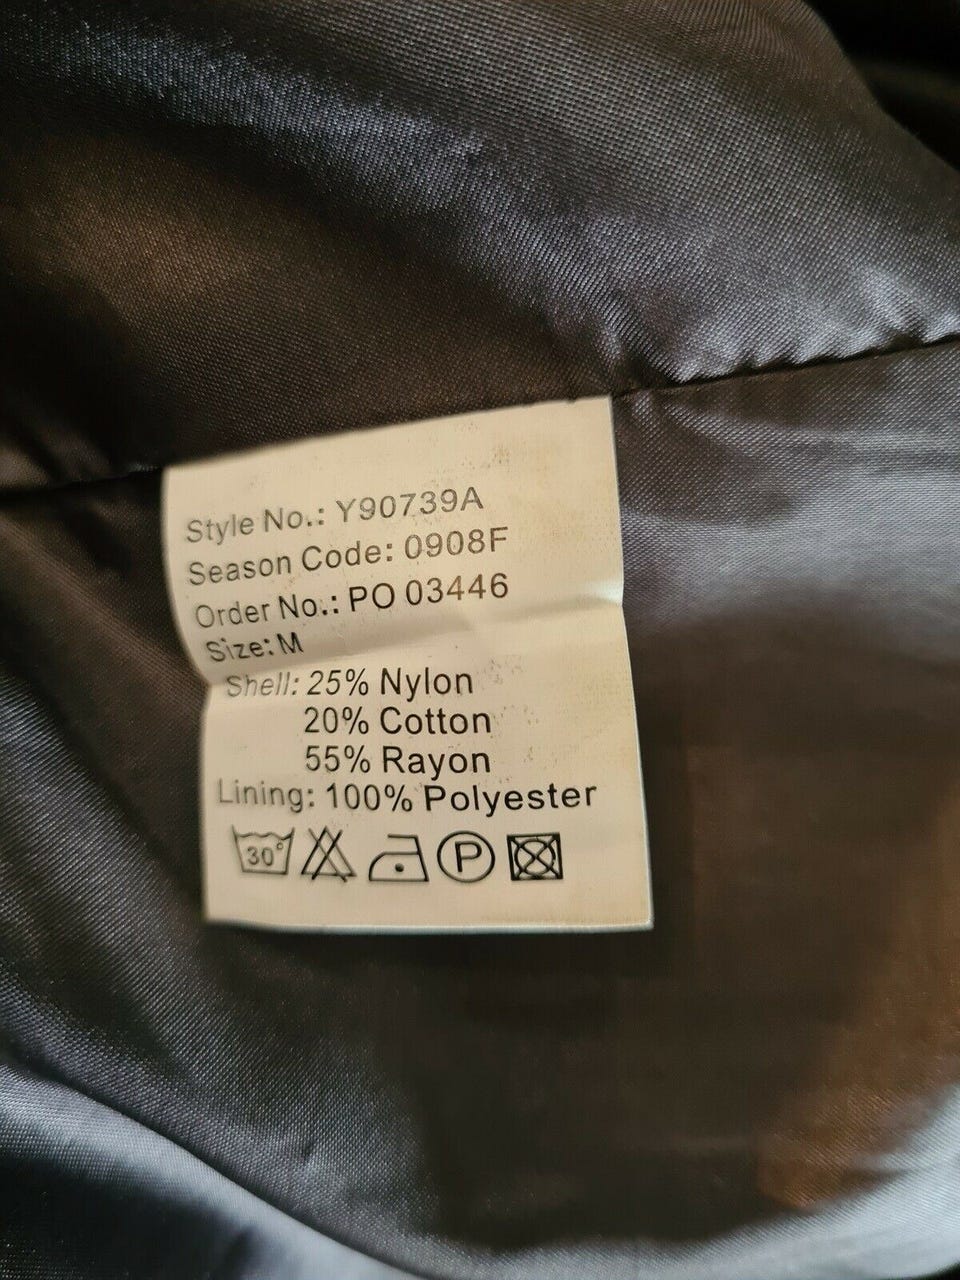 Style No.: Y90739A
Season Code: 0908F
Order No.: PO 03446
Size: M
Shell: 25% Nylon
20% Cotton
55% Rayon
Lining: 100% Polyester
30° P